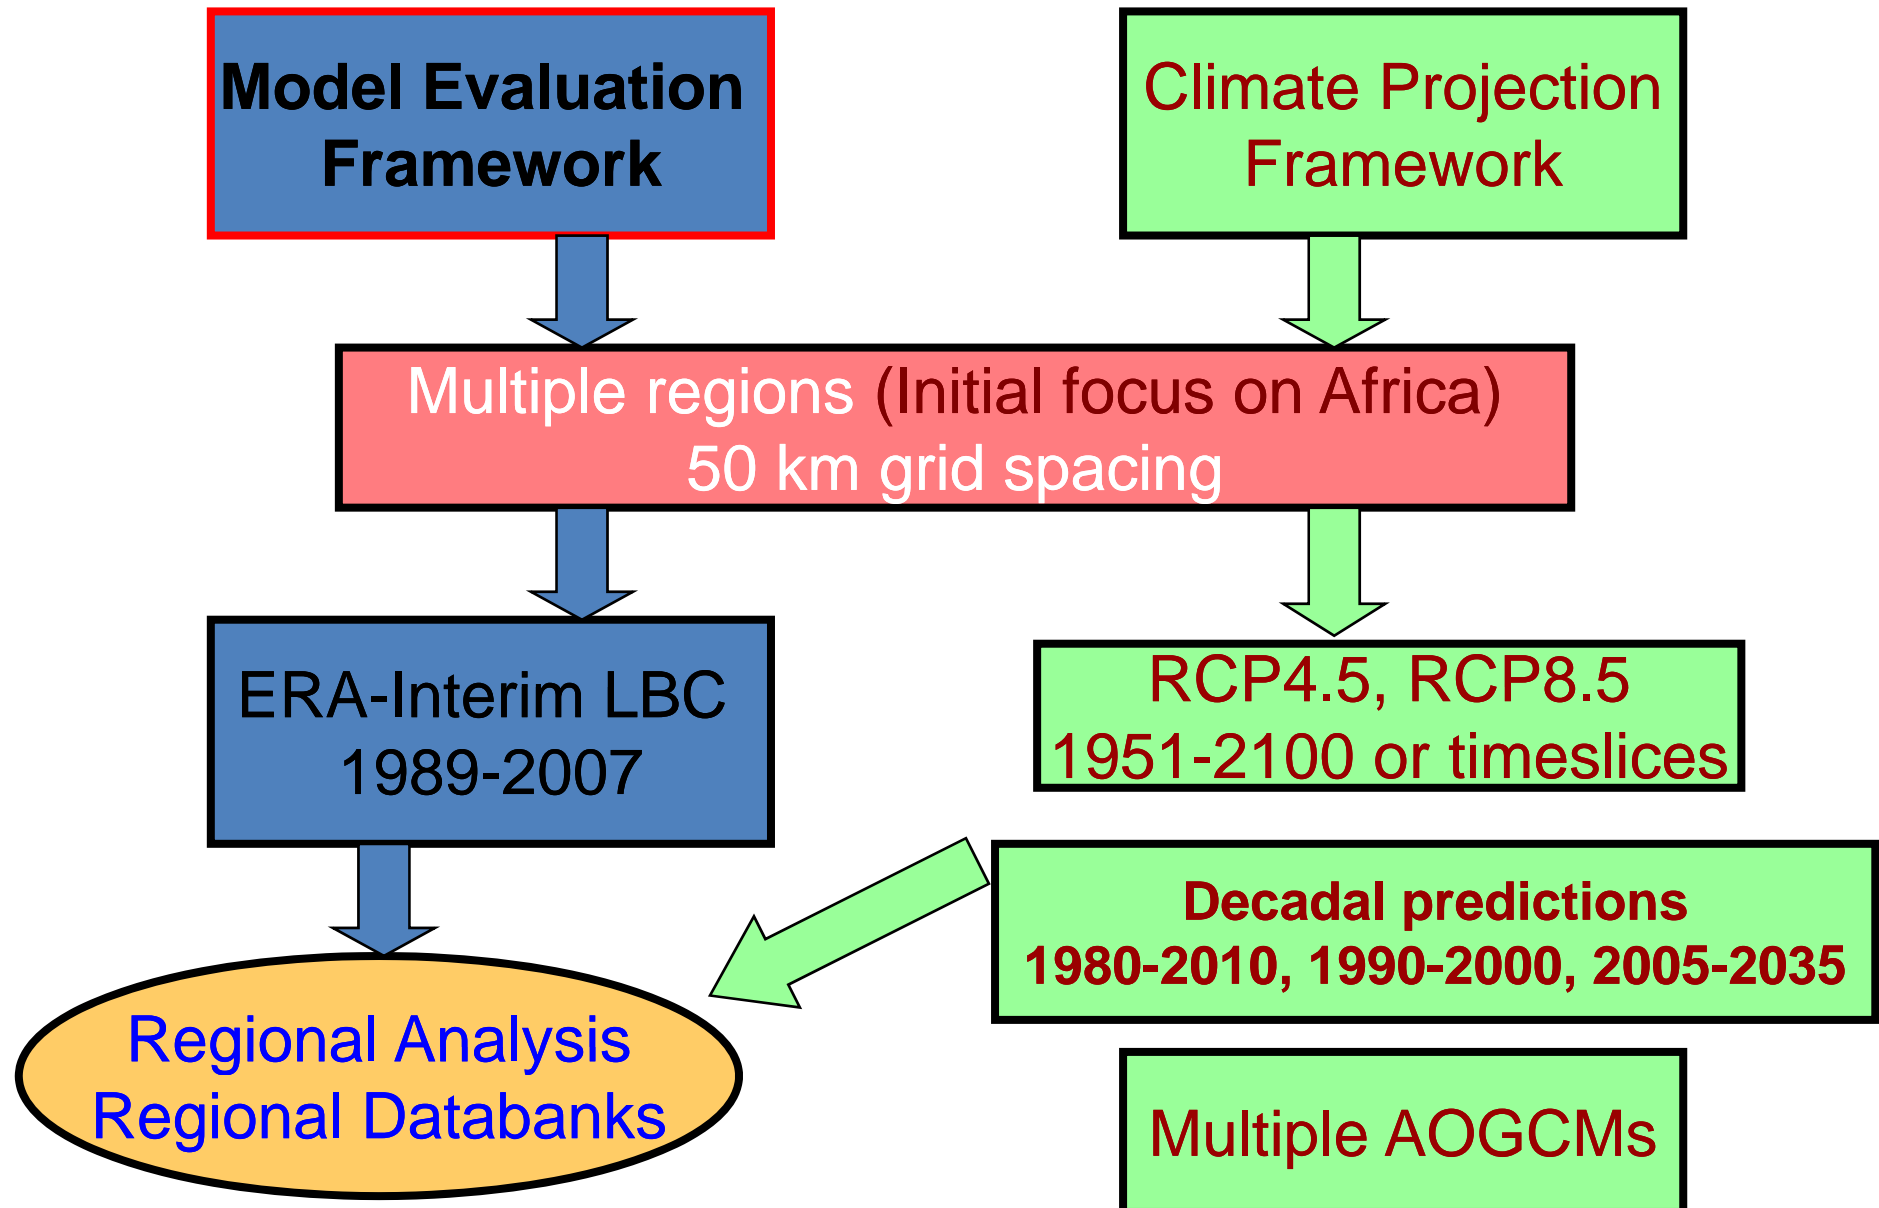 Model Evaluation
Framework
Climate Projection
Framework
Multiple regions (Initial focus on Africa)
50 km grid spacing
ERA-Interim LBC
1989-2007
RCP4.5, RCP8.5
1951-2100 or timeslices
Decadal predictions
1980-2010, 1990-2000, 2005-2035
Regional Analysis
Regional Databanks
Multiple AOGCMs